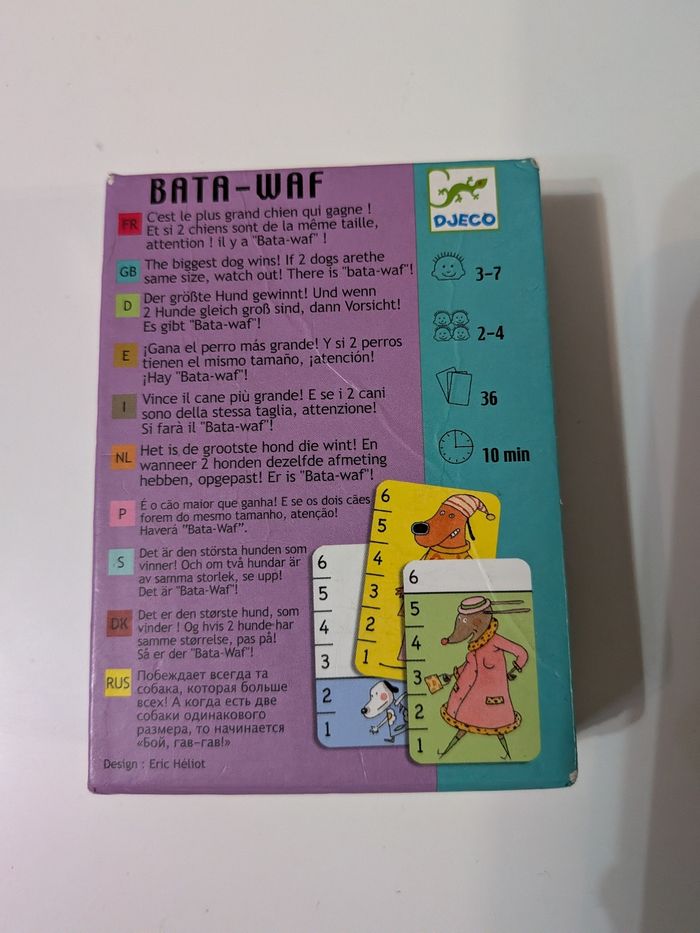 BATA-WAF
FR
C'est le plus grand chien qui gagne !
Et si 2 chiens sont de la même taille,
attention ! il y a "Bata-waf" !
GB
The biggest dog wins! If 2 dogs arethe
same size, watch out! There is "bata-waf"!
D
Der größte Hund gewinnt! Und wenn
2 Hunde gleich groß sind, dann Vorsicht!
Es gibt "Bata-waf"!
E
¡Gana el perro más grande! Y si 2 perros
tienen el mismo tamaño, ¡atención!
¡Hay "Bata-waf"!
I
Vince il cane più grande! E se i 2 cani
sono della stessa taglia, attenzione!
Si farà il "Bata-waf"!
NL
Het is de grootste hond die wint! En
wanneer 2 honden dezelfde afmeting
hebben, opgepast! Er is "Bata-waf"!
P
É o cão maior que ganha! E se os dois cães
forem do mesmo tamanho, atenção!
Haverá "Bata-Waf".
S
Det är den största hunden som
vinner! Och om två hundar är
av samma storlek, se upp!
Det är "Bata-Waf"!
DK
Det er den største hund, som
vinder ! Og hvis 2 hunde har
samme størrelse, pas på!
Så er der "Bata-Waf"!
RUS
Побеждает всегда та
собака, которая больше
всех! А когда есть две
собаки одинакового
размера, то начинается
«Бой, гав-гав!»
Design : Eric Héliot
DJECO
3-7
2-4
36
10 min
6
5
4
3
2
1
6
5
4
3
2
1
6
5
4
3
2
1